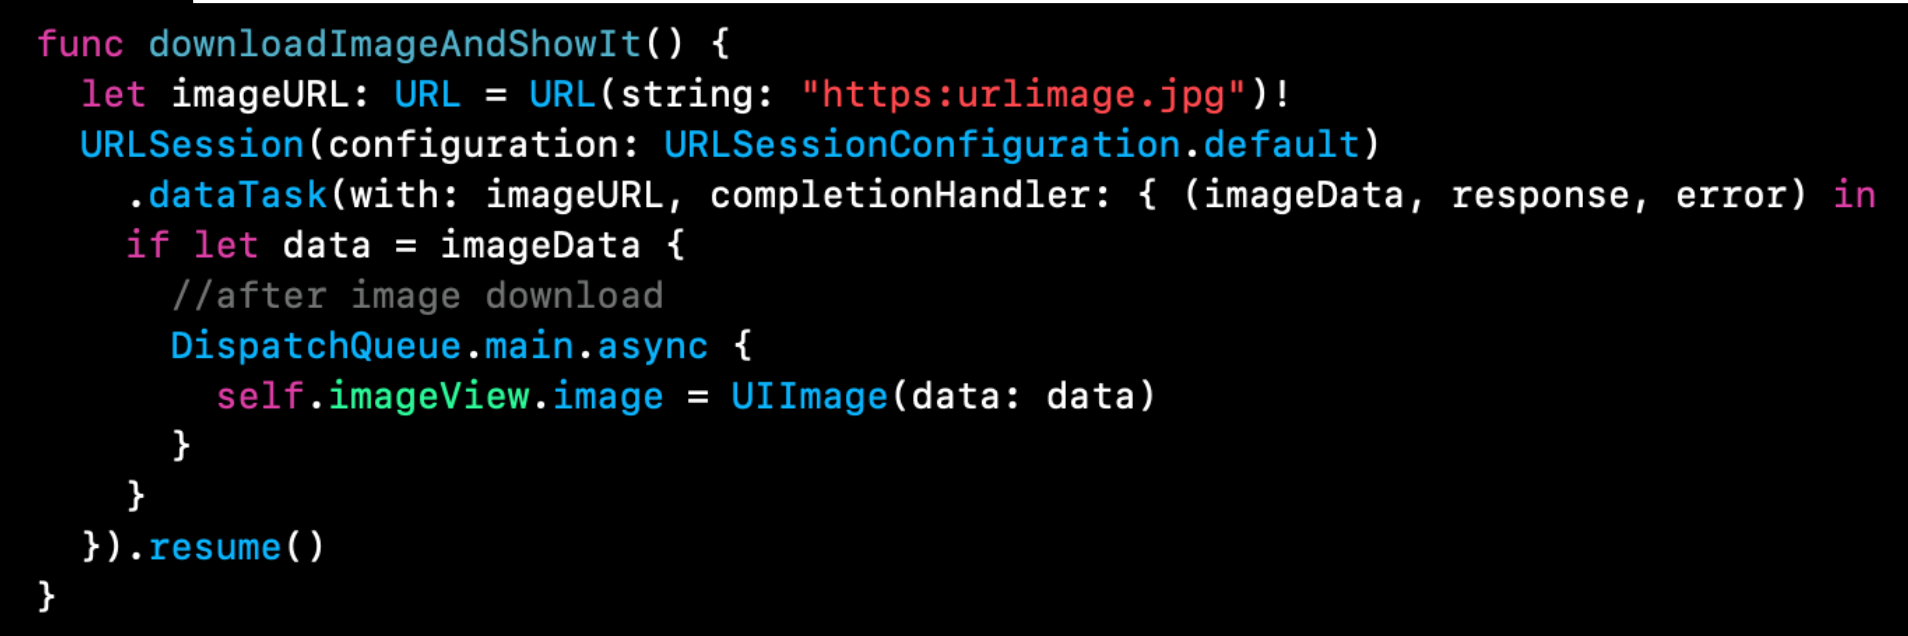 func downloadImageAndShowIt() {
let imageURL: URL = URL(string: "https:urlimage.jpg")!
URLSession(configuration: URLSessionConfiguration.default)
.dataTask(with: imageURL, completionHandler: { (imageData, response, error) in
if let data = imageData {
//after image download
DispatchQueue.main.async {
self.imageView.image = UIImage(data: data)
}
}
}).resume()
}